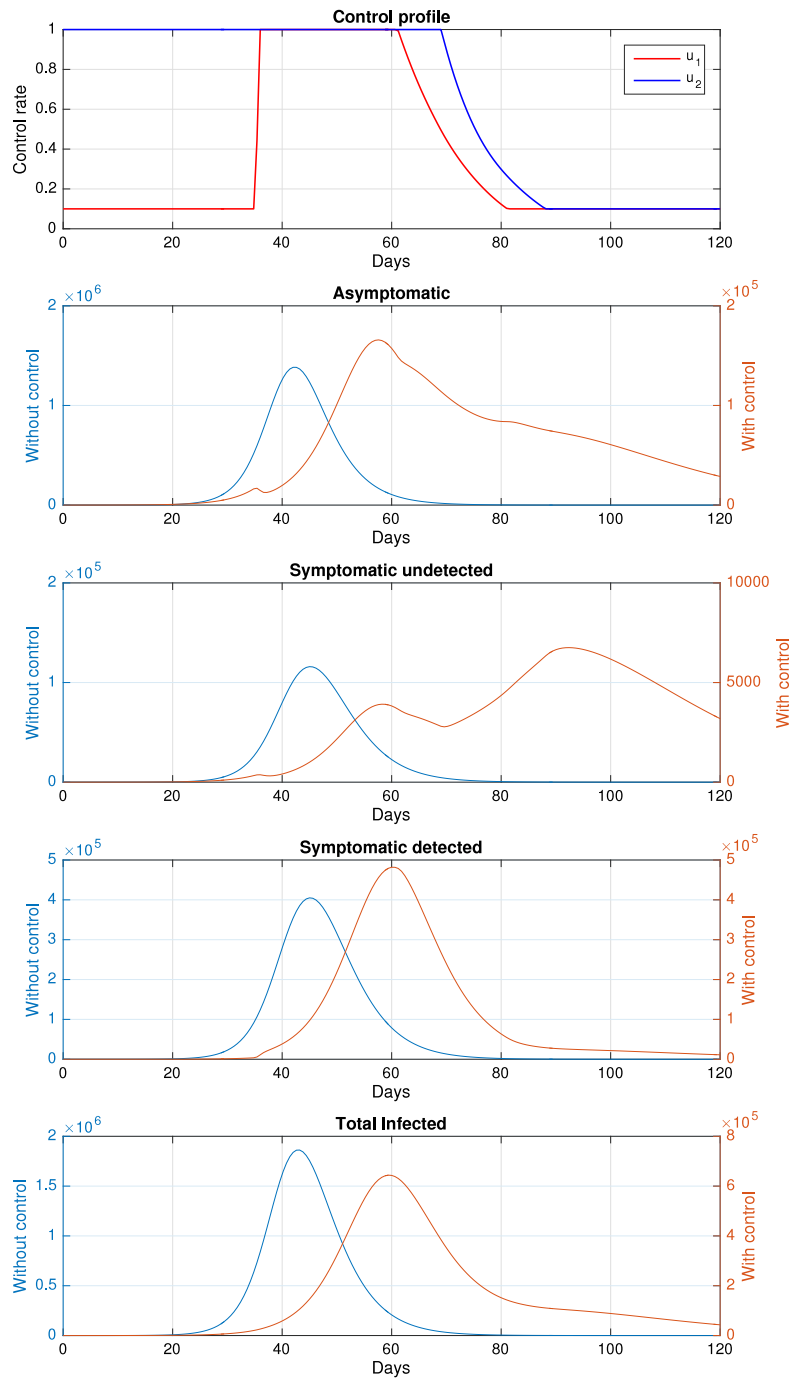 Control profile
1
0.8
0.6
0.4
0.2
0
Control rate
u1
u2
0 20 40 60 80 100 120
Days
Asymptomatic
×10^6
×10^5
2
1
0
Without control
2
1
0
With control
0 20 40 60 80 100 120
Days
Symptomatic undetected
×10^5
2
1
0
Without control
10000
5000
0
With control
0 20 40 60 80 100 120
Days
Symptomatic detected
×10^5
×10^5
5
4
3
2
1
0
Without control
5
4
3
2
1
0
With control
0 20 40 60 80 100 120
Days
Total Infected
×10^6
×10^5
2
1.5
1
0.5
0
Without control
8
6
4
2
0
With control
0 20 40 60 80 100 120
Days